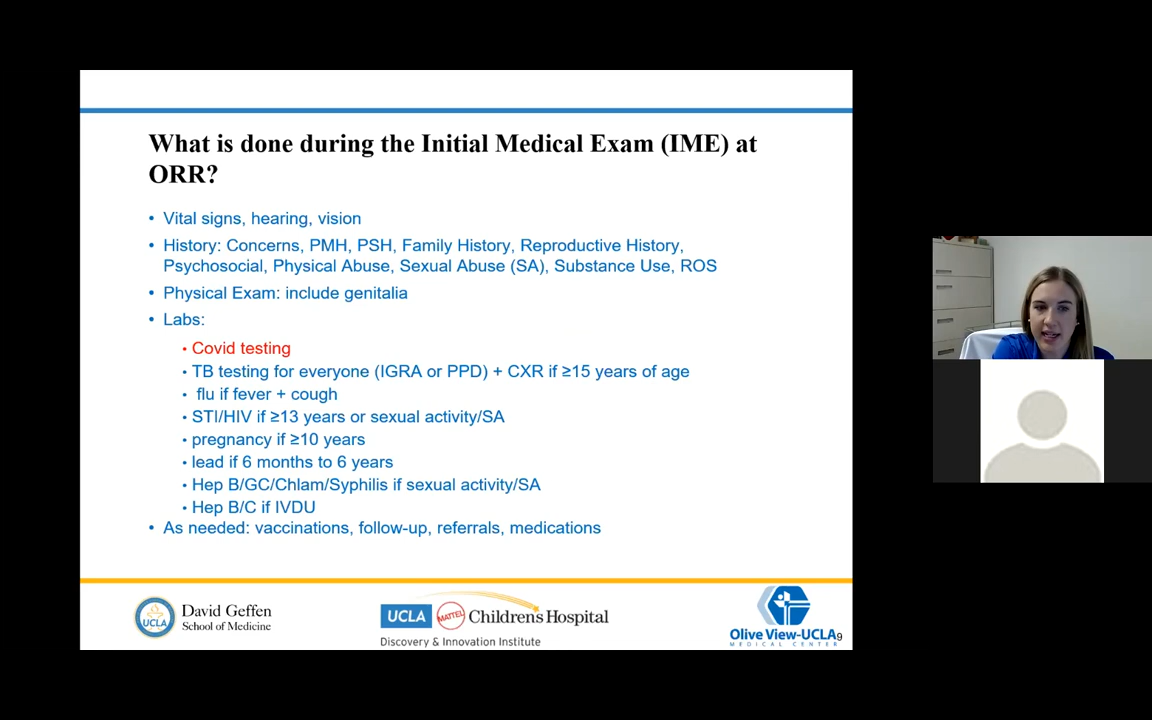 What is done during the Initial Medical Exam (IME) at
ORR?
• Vital signs, hearing, vision
• History: Concerns, PMH, PSH, Family History, Reproductive History,
Psychosocial, Physical Abuse, Sexual Abuse (SA), Substance Use, ROS
• Physical Exam: include genitalia
• Labs:
• Covid testing
• TB testing for everyone (IGRA or PPD) + CXR if ≥15 years of age
• flu if fever + cough
• STI/HIV if ≥13 years or sexual activity/SA
• pregnancy if ≥10 years
• lead if 6 months to 6 years
• Hep B/GC/Chlam/Syphilis if sexual activity/SA
• Hep B/C if IVDU
• As needed: vaccinations, follow-up, referrals, medications
UCLA
David Geffen
School of Medicine
UCLA MATTEL Children's Hospital
Discovery & Innovation Institute
Olive View-UCLA
MEDICAL CENTER
9